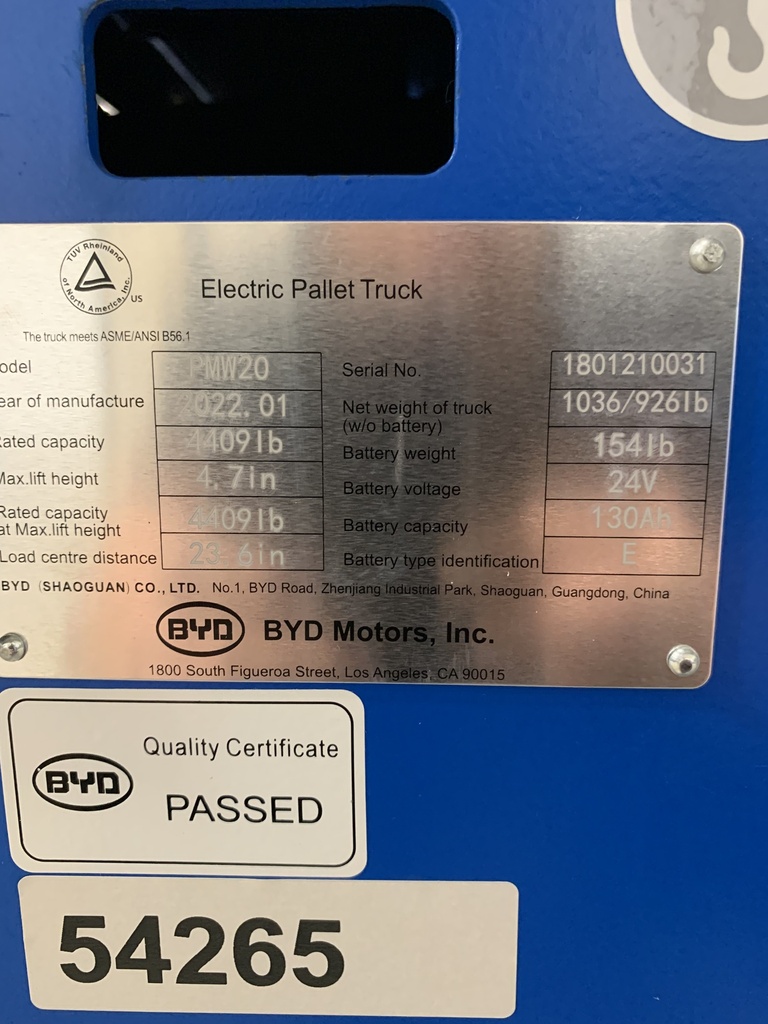 TUV Rheinland
of North America, Inc.
US
Electric Pallet Truck
The truck meets ASME/ANSI B56.1
odel PMW20 Serial No. 1801210031
ear of manufacture 2022.01 Net weight of truck (w/o battery) 1036/926lb
ated capacity 4409lb Battery weight 154lb
Max.lift height 4.7in Battery voltage 24V
Rated capacity at Max.lift height 4409lb Battery capacity 130Ah
Load centre distance 23.6in Battery type identification E
BYD (SHAOGUAN) CO., LTD. No.1, BYD Road, Zhenjiang Industrial Park, Shaoguan, Guangdong, China
BYD BYD Motors, Inc.
1800 South Figueroa Street, Los Angeles, CA 90015
Quality Certificate
BYD PASSED
54265